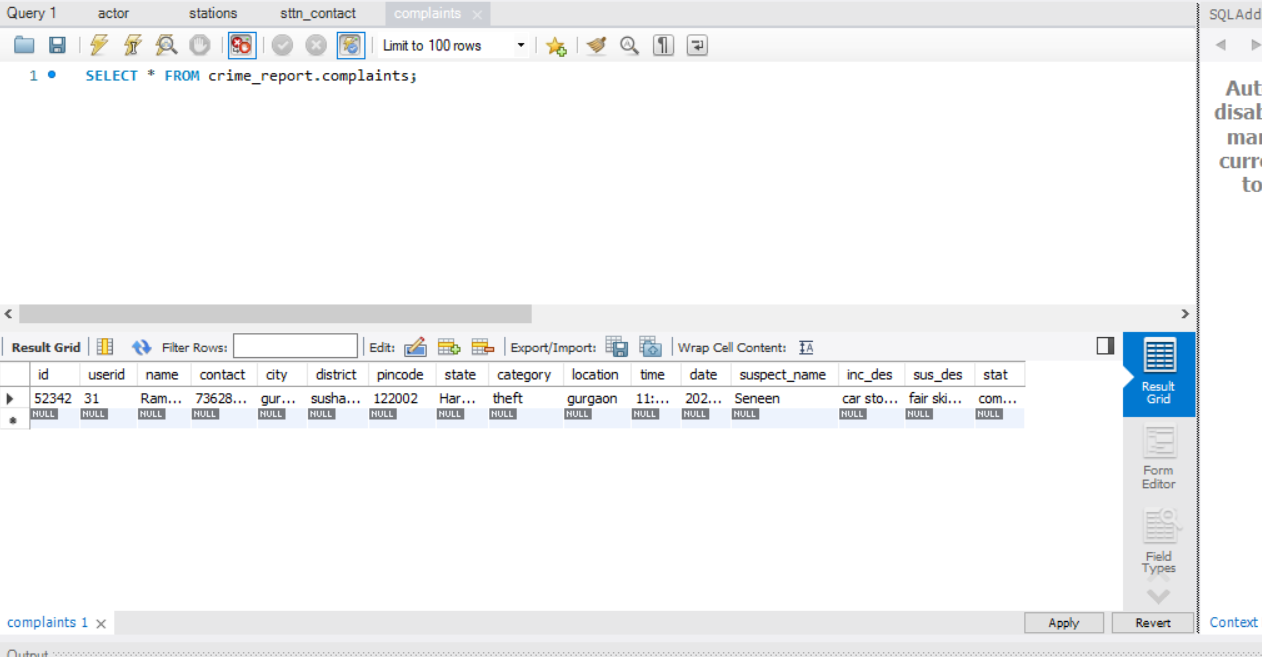 Query 1 actor stations sttn_contact complaints
SQLAdd
Limit to 100 rows
1 SELECT * FROM crime_report.complaints;
Aut
disab
mar
curre
to
Result Grid Filter Rows: Edit: Export/Import: Wrap Cell Content: IA
id userid name contact city district pincode state category location time date suspect_name inc_des sus_des stat
52342 31 Ram... 73628... gur... susha... 122002 Har... theft gurgaon 11:... 202... Seneen car sto... fair ski... com...
NULL NULL NULL NULL NULL NULL NULL NULL NULL NULL NULL NULL NULL NULL NULL NULL
Result
Grid
Form
Editor
Field
Types
complaints 1 Apply Revert Context
Output